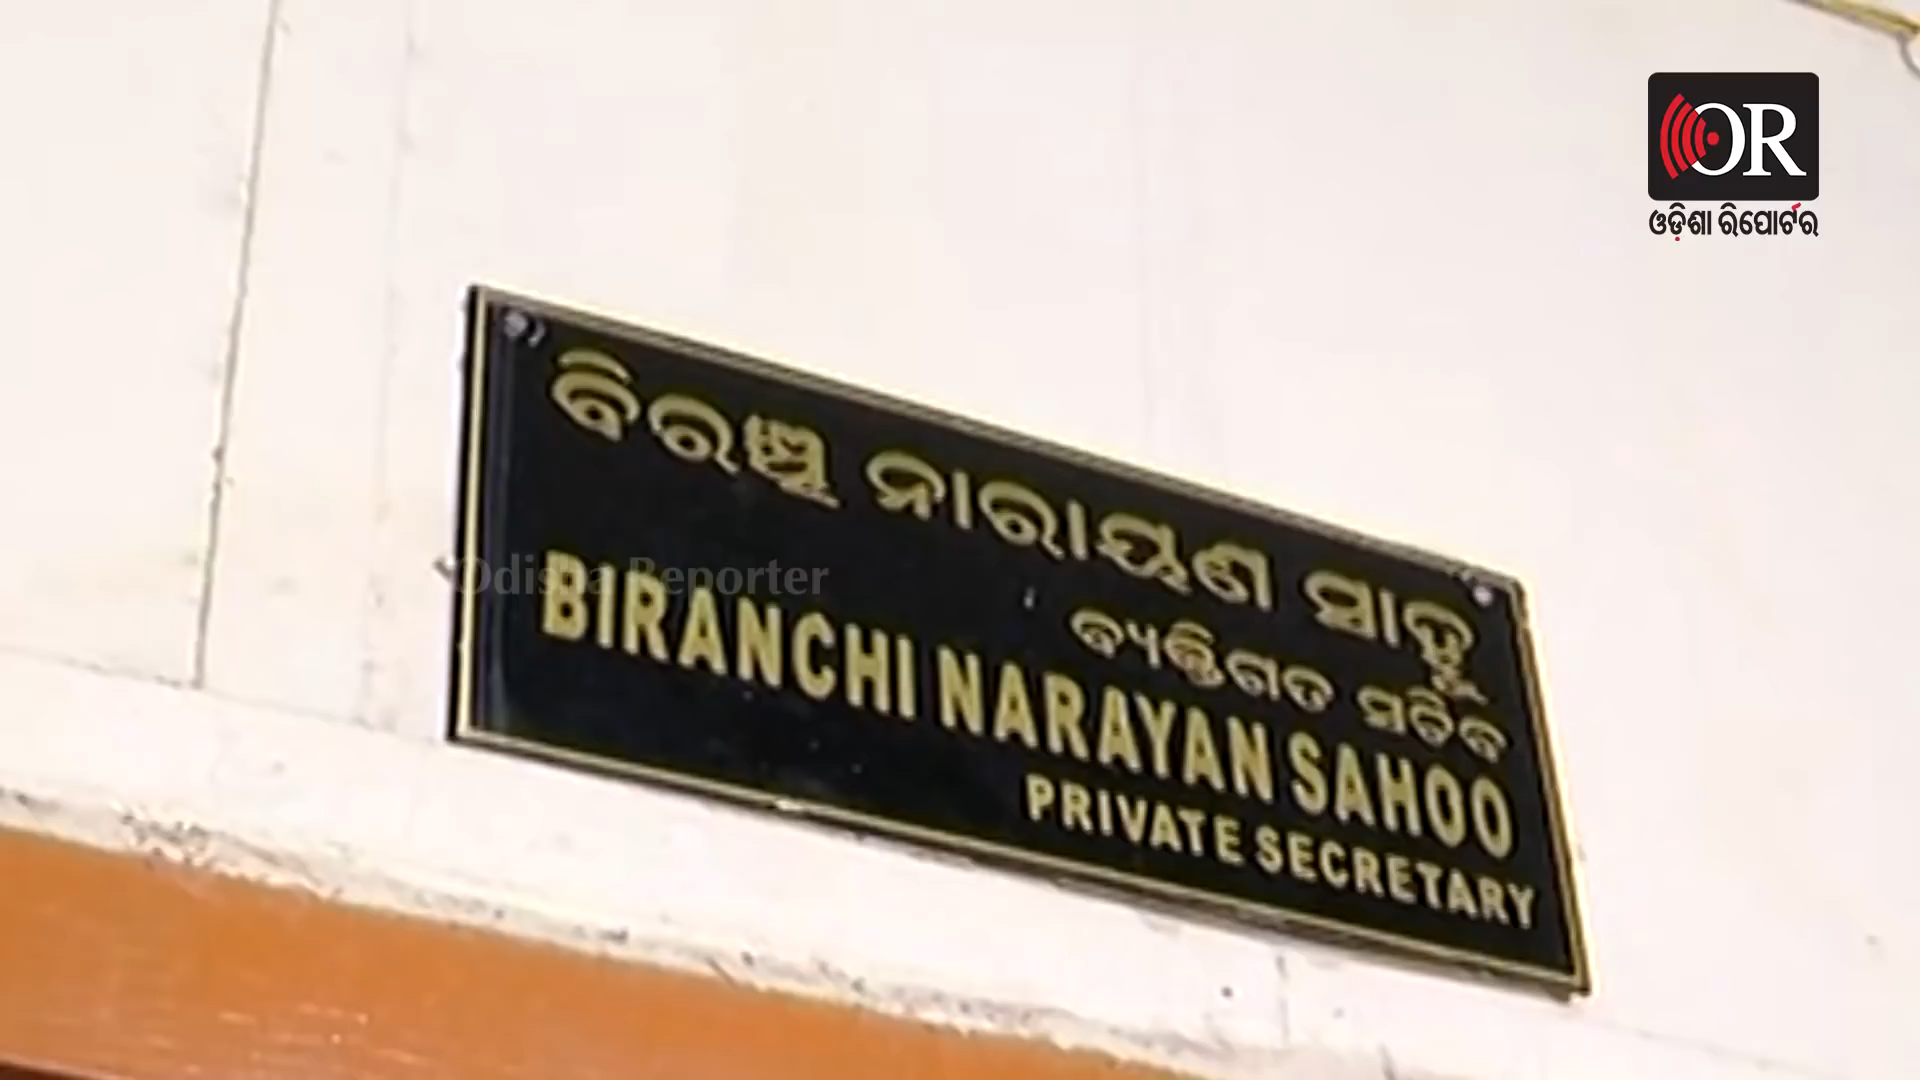 OR
ଓଡ଼ିଶା ରିପୋର୍ଟର
ବିରଞ୍ଚି ନାରାୟଣ ସାହୁ
ବ୍ୟକ୍ତିଗତ ସଚିବ
Odisha Reporter
BIRANCHI NARAYAN SAHOO
PRIVATE SECRETARY